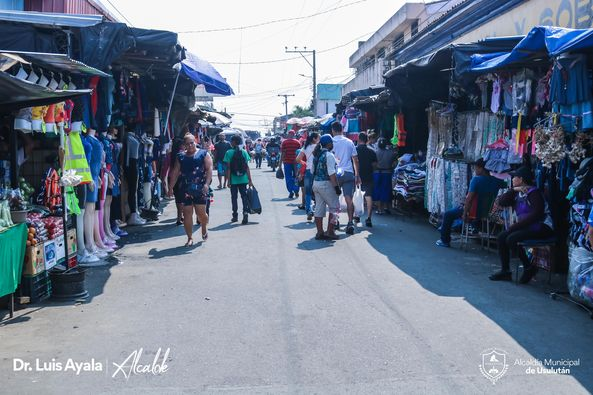 Dr. Luis Ayala
Alcalde
Alcaldía Municipal
de Usulután